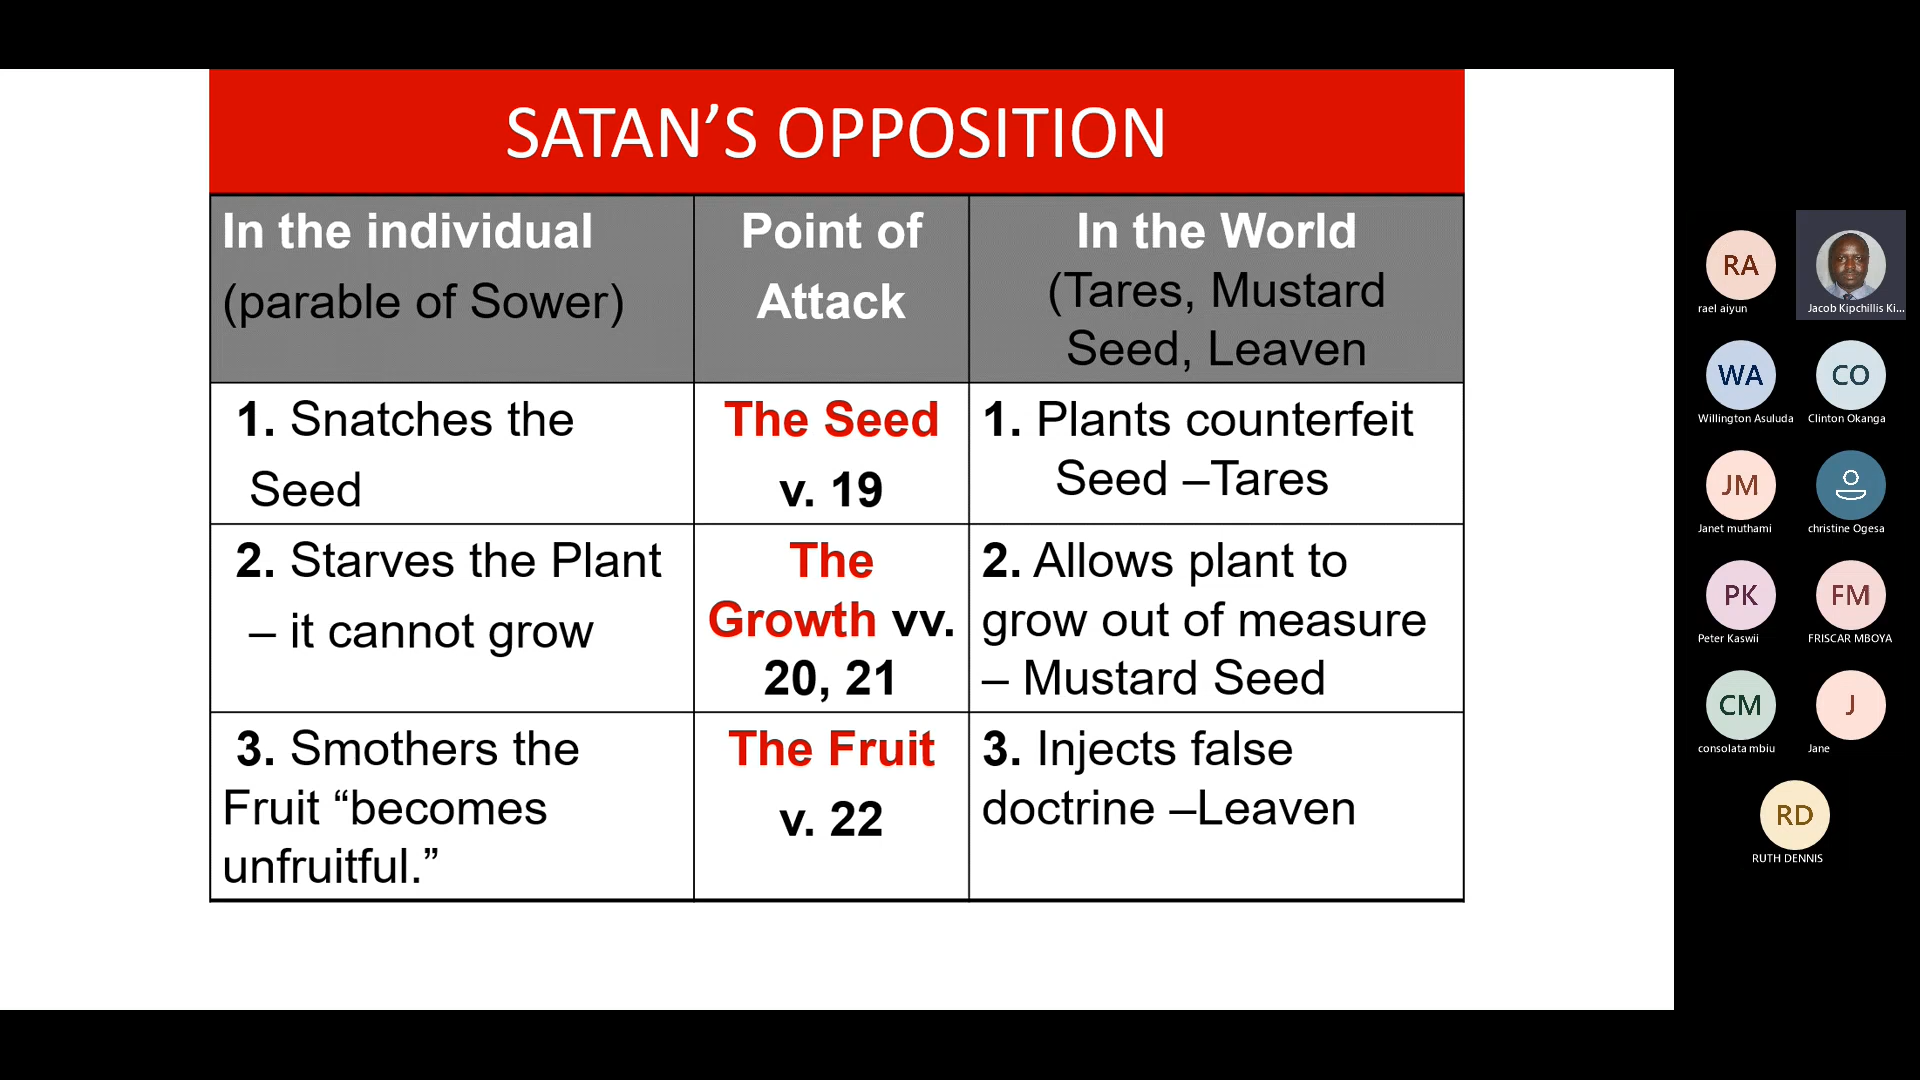 SATAN’S OPPOSITION
In the individual
(parable of Sower)
Point of
Attack
In the World
(Tares, Mustard
Seed, Leaven
1. Snatches the
Seed
The Seed
v. 19
1. Plants counterfeit
Seed –Tares
2. Starves the Plant
– it cannot grow
The
Growth vv.
20, 21
2. Allows plant to
grow out of measure
– Mustard Seed
3. Smothers the
Fruit “becomes
unfruitful.”
The Fruit
v. 22
3. Injects false
doctrine –Leaven
RA
rael aiyun
Jacob Kipchillis Ki...
WA
Willington Asuluda
CO
Clinton Okanga
JM
Janet muthami
christine Ogesa
PK
Peter Kaswii
FM
FRISCAR MBOYA
CM
consolata mbiu
J
Jane
RD
RUTH DENNIS